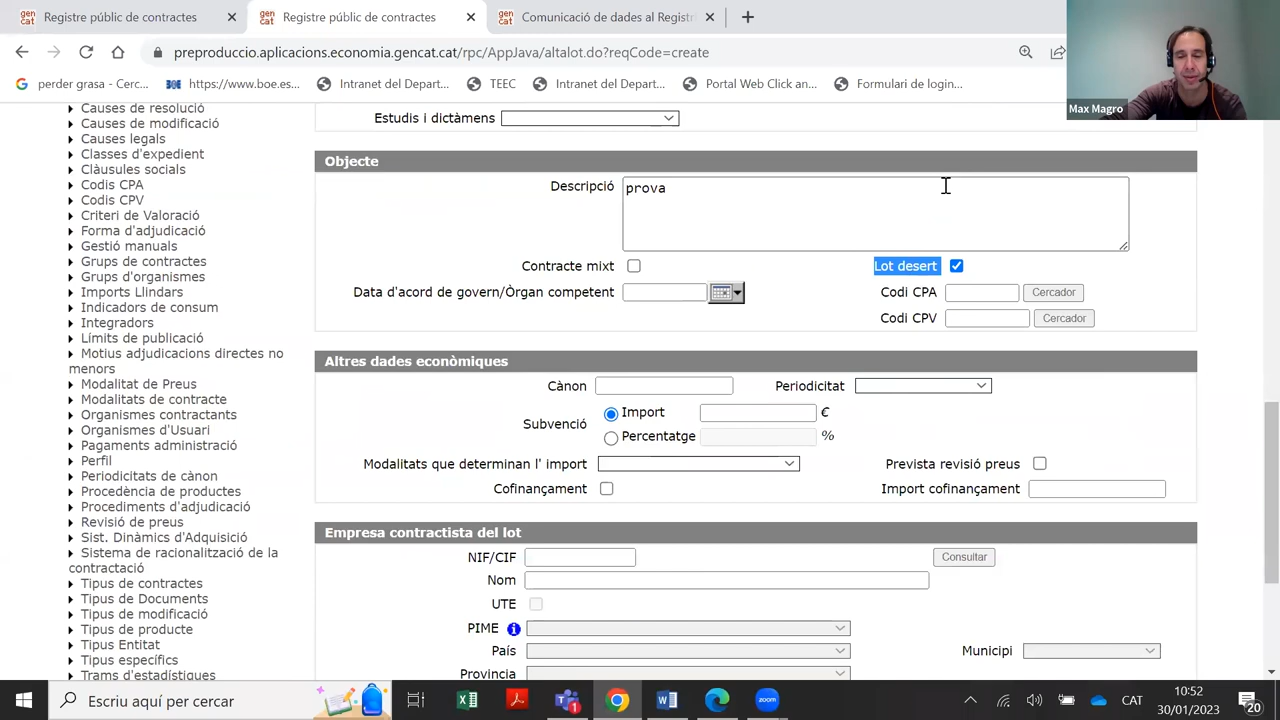 gen
cat
Registre públic de contractes
gen
cat
Registre públic de contractes
gen
cat
Comunicació de dades al Registr
preproduccio.aplicacions.economia.gencat.cat/rpc/AppJava/altalot.do?reqCode=create
perder grasa - Cerc...
https://www.boe.es...
Intranet del Depart...
TEEC
Intranet del Depart...
Portal Web Click an...
Formulari de login...
Max Magro
Causes de resolució
Causes de modificació
Causes legals
Classes d'expedient
Clàusules socials
Codis CPA
Codis CPV
Criteri de Valoració
Forma d'adjudicació
Gestió manuals
Grups de contractes
Grups d'organismes
Imports Llindars
Indicadors de consum
Integradors
Límits de publicació
Motius adjudicacions directes no
menors
Modalitat de Preus
Modalitats de contracte
Organismes contractants
Organismes d'Usuari
Pagaments administració
Perfil
Periodicitats de cànon
Procedència de productes
Procediments d'adjudicació
Revisió de preus
Sist. Dinàmics d'Adquisició
Sistema de racionalització de la
contractació
Tipus de contractes
Tipus de Documents
Tipus de modificació
Tipus de producte
Tipus Entitat
Tipus específics
Trams d'estadístiques
Estudis i dictàmens
Objecte
Descripció prova
Contracte mixt Lot desert
Data d'acord de govern/Òrgan competent Codi CPA Cercador
Codi CPV Cercador
Altres dades econòmiques
Cànon Periodicitat
Subvenció Import €
Percentatge %
Modalitats que determinan l' import Prevista revisió preus
Cofinançament Import cofinançament
Empresa contractista del lot
NIF/CIF Consultar
Nom
UTE
PIME
País Municipi
Provincia
Escriu aquí per cercar
1
zoom
CAT
10:52
30/01/2023
20